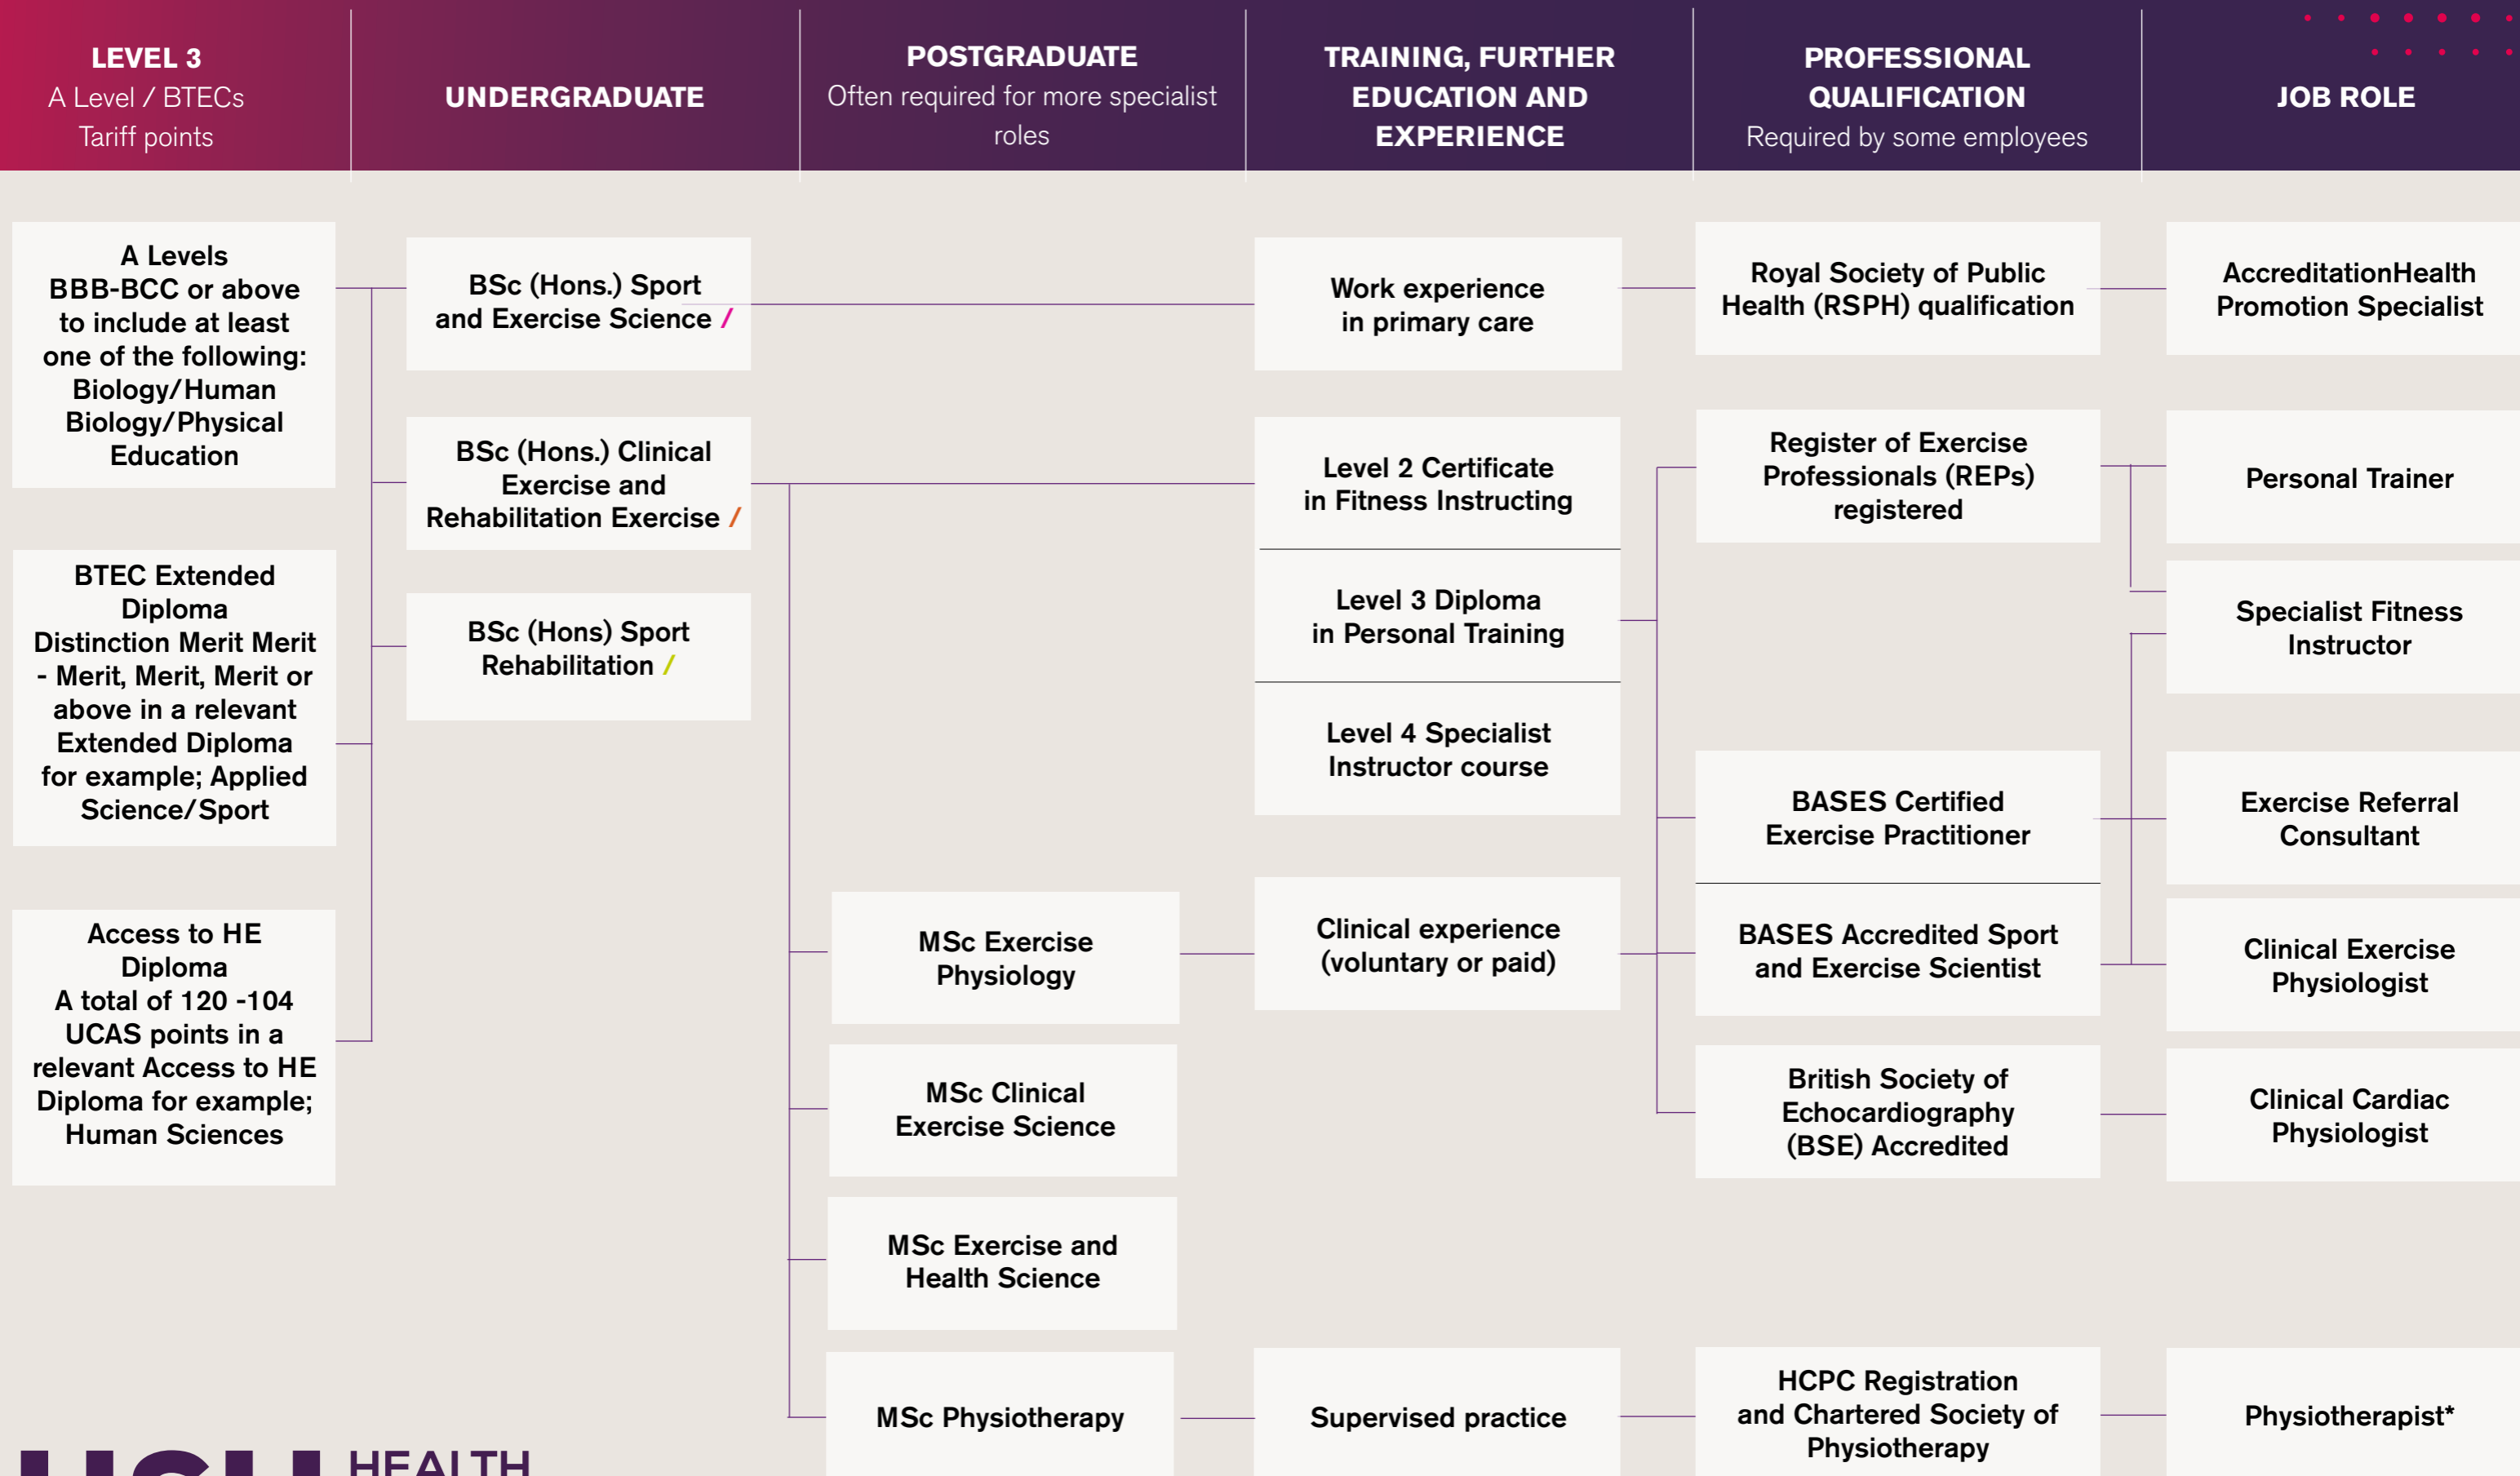 LEVEL 3
A Level / BTECs
Tariff points
UNDERGRADUATE
POSTGRADUATE
Often required for more specialist
roles
TRAINING, FURTHER
EDUCATION AND
EXPERIENCE
PROFESSIONAL
QUALIFICATION
Required by some employees
JOB ROLE
A Levels
BBB-BCC or above
to include at least
one of the following:
Biology/Human
Biology/Physical
Education
BTEC Extended
Diploma
Distinction Merit Merit
- Merit, Merit, Merit or
above in a relevant
Extended Diploma
for example; Applied
Science/Sport
Access to HE
Diploma
A total of 120 -104
UCAS points in a
relevant Access to HE
Diploma for example;
Human Sciences
BSc (Hons.) Sport
and Exercise Science /
BSc (Hons.) Clinical
Exercise and
Rehabilitation Exercise /
BSc (Hons) Sport
Rehabilitation /
MSc Exercise
Physiology
MSc Clinical
Exercise Science
MSc Exercise and
Health Science
MSc Physiotherapy
Work experience
in primary care
Level 2 Certificate
in Fitness Instructing
Level 3 Diploma
in Personal Training
Level 4 Specialist
Instructor course
Clinical experience
(voluntary or paid)
Supervised practice
Royal Society of Public
Health (RSPH) qualification
Register of Exercise
Professionals (REPs)
registered
BASES Certified
Exercise Practitioner
BASES Accredited Sport
and Exercise Scientist
British Society of
Echocardiography
(BSE) Accredited
HCPC Registration
and Chartered Society of
Physiotherapy
AccreditationHealth
Promotion Specialist
Personal Trainer
Specialist Fitness
Instructor
Exercise Referral
Consultant
Clinical Exercise
Physiologist
Clinical Cardiac
Physiologist
Physiotherapist*
HEALTH